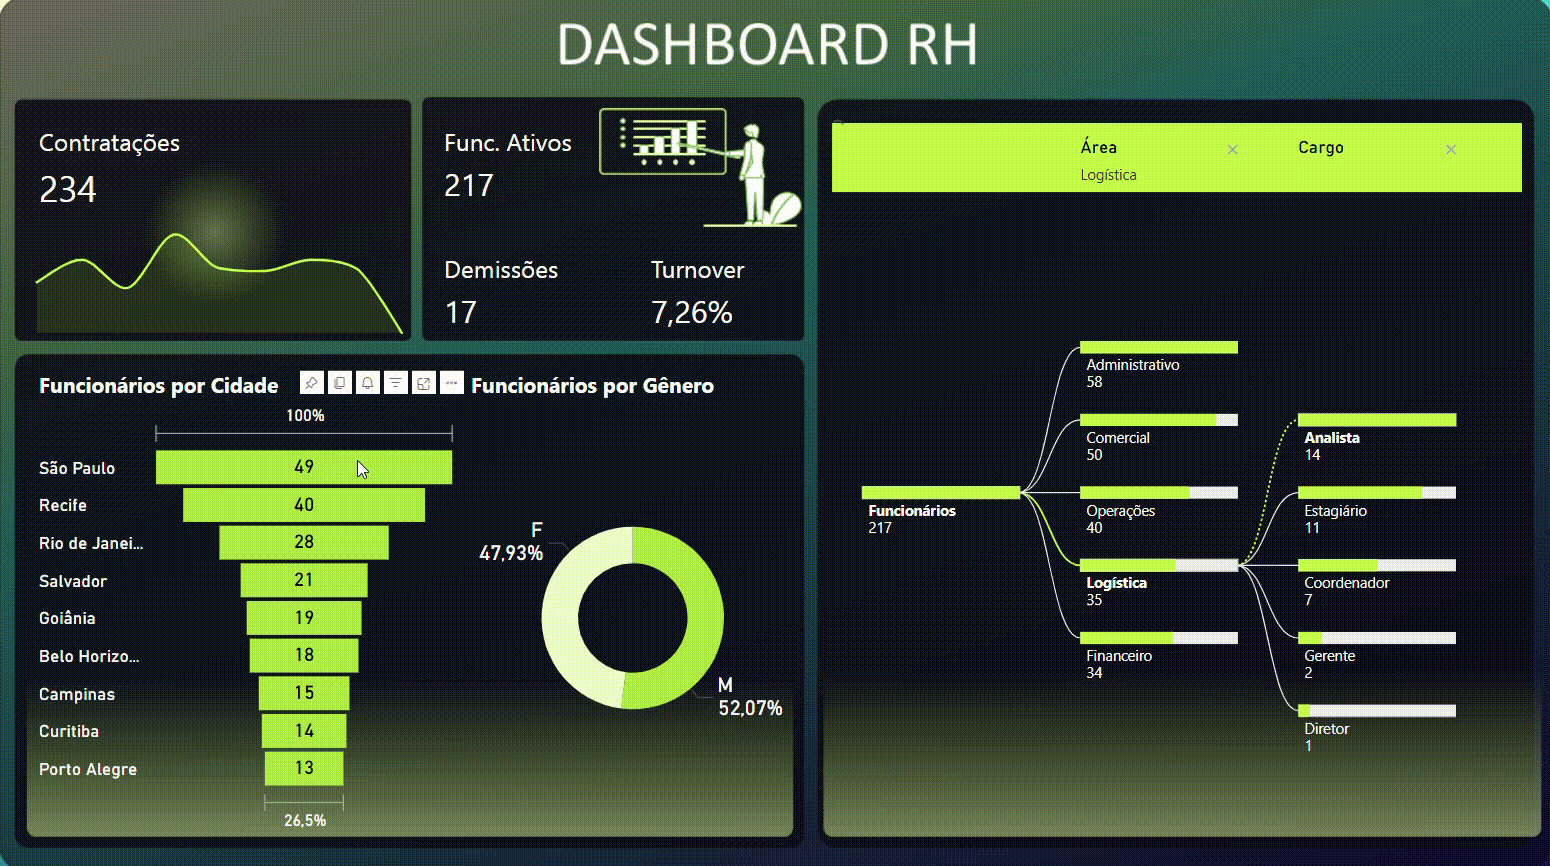 DASHBOARD RH
Contratações
234
Func. Ativos
217
Demissões
17
Turnover
7,26%
Funcionários por Cidade
100%
São Paulo
49
Recife
40
Rio de Janei...
28
Salvador
21
Goiânia
19
Belo Horizo...
18
Campinas
15
Curitiba
14
Porto Alegre
13
26,5%
Funcionários por Gênero
F
47,93%
M
52,07%
Área
Logística
Cargo
Funcionários
217
Administrativo
58
Comercial
50
Operações
40
Logística
35
Financeiro
34
Analista
14
Estagiário
11
Coordenador
7
Gerente
2
Diretor
1